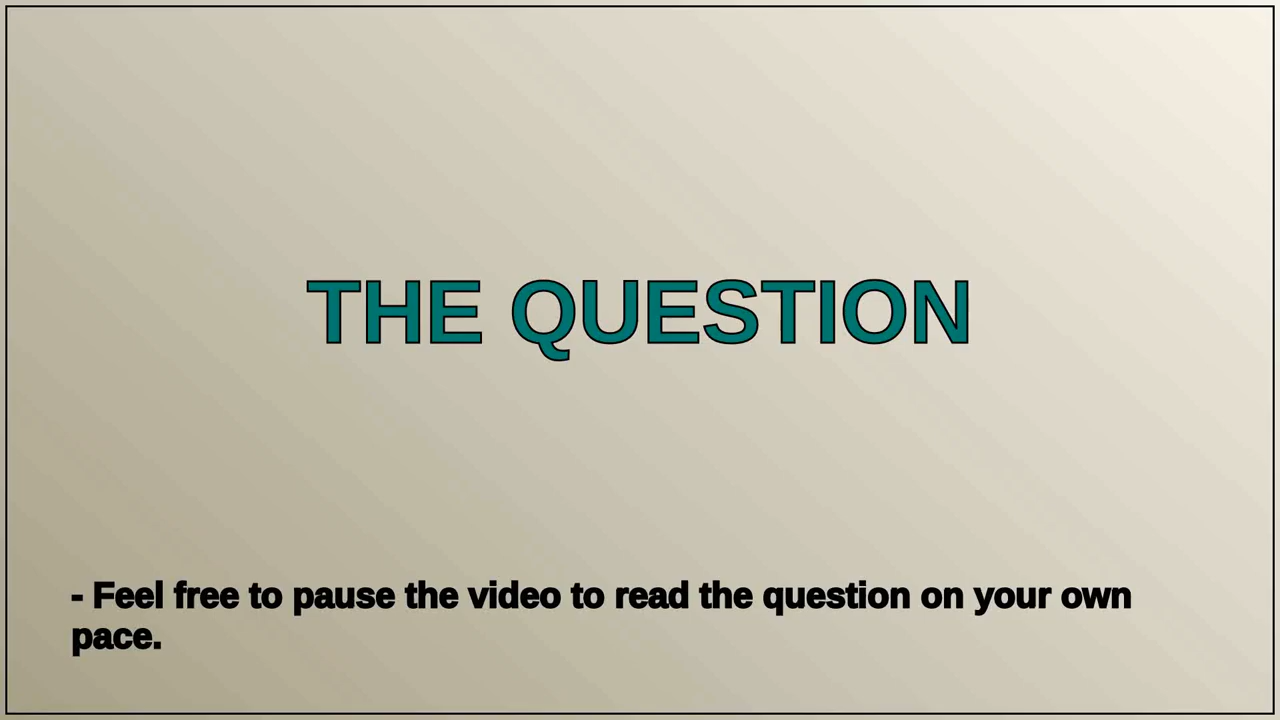 THE QUESTION
- Feel free to pause the video to read the question on your own
pace.